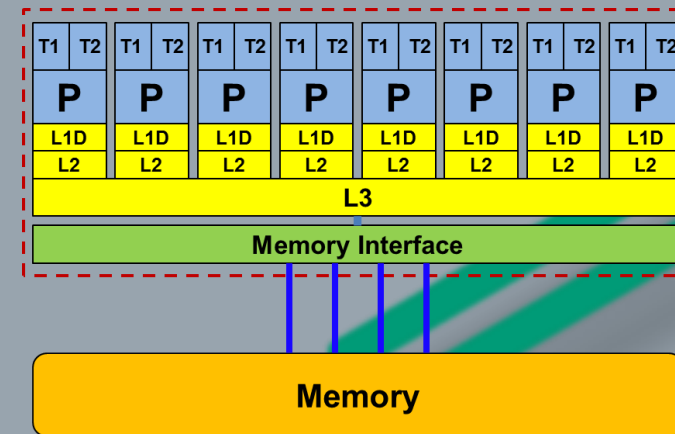 T1 T2 T1 T2 T1 T2 T1 T2 T1 T2 T1 T2 T1 T2 T1 T2
P P P P P P P P
L1D L1D L1D L1D L1D L1D L1D L1D
L2 L2 L2 L2 L2 L2 L2 L2
L3
Memory Interface
Memory